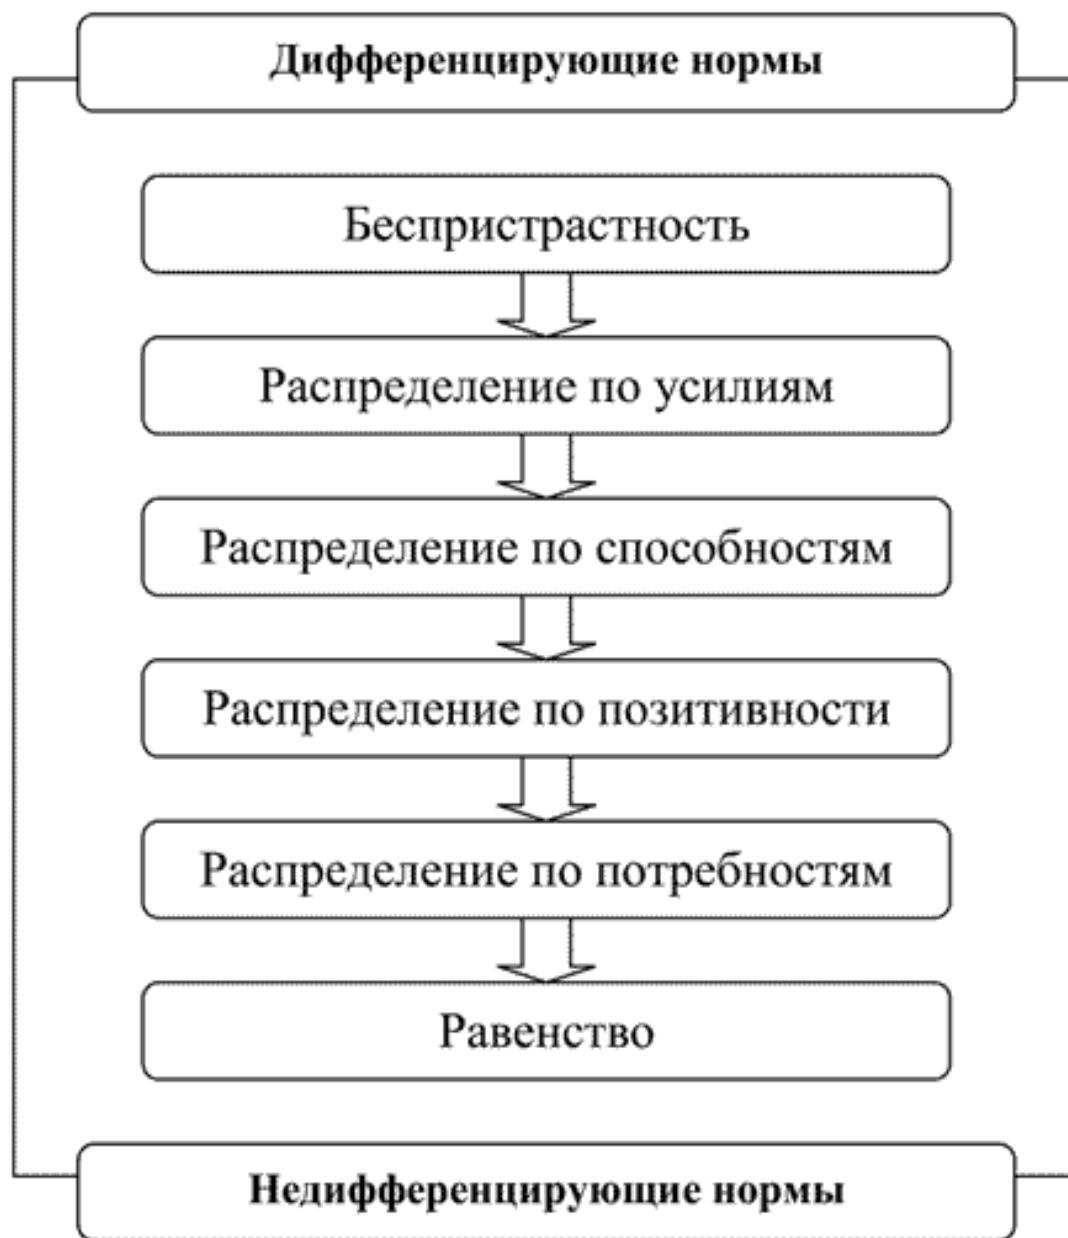 Дифференцирующие нормы
Беспристрастность
Распределение по усилиям
Распределение по способностям
Распределение по позитивности
Распределение по потребностям
Равенство
Недифференцирующие нормы